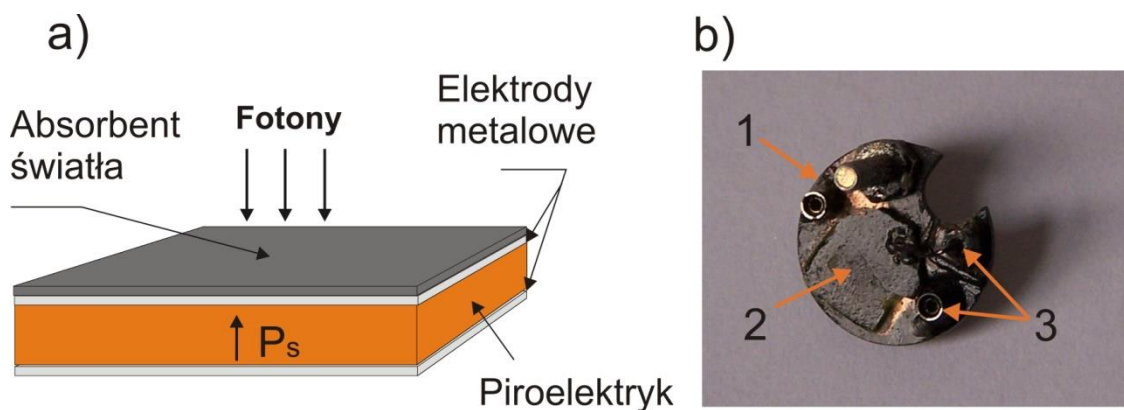 a)
Absorbent
światła
Fotony
Elektrody
metalowe
Ps
Piroelektryk
b)
1
2
3